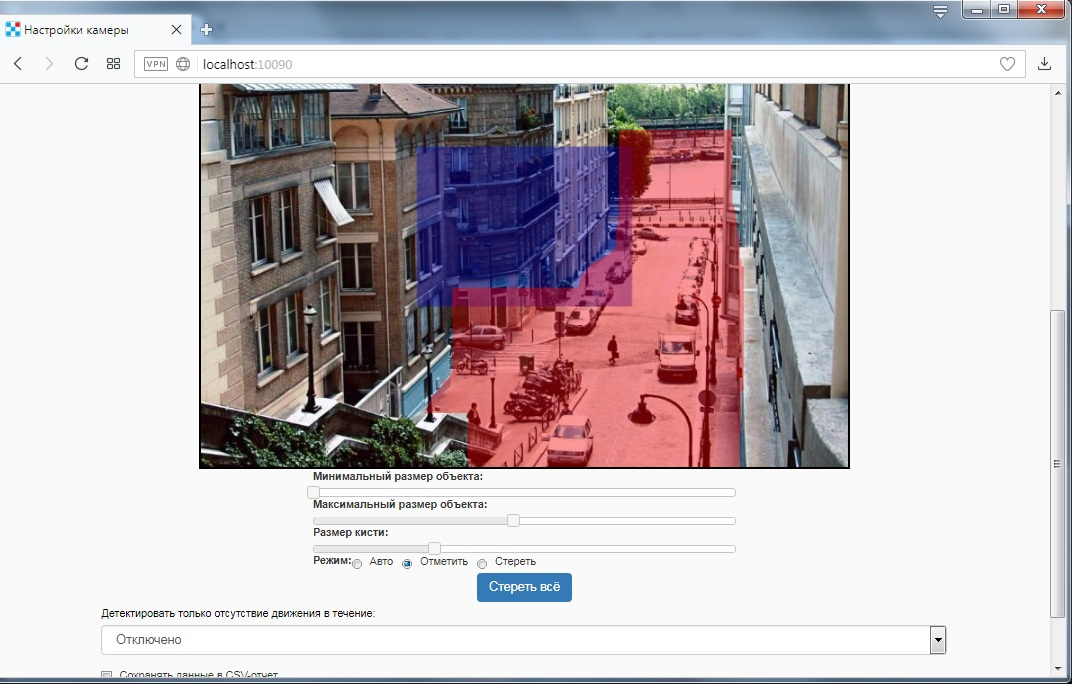 Настройки камеры
VPN localhost:10090
Минимальный размер объекта:
Максимальный размер объекта:
Размер кисти:
Режим: Авто Отметить Стереть
Стереть всё
Детектировать только отсутствие движения в течение:
Отключено
Сохранять данные в CSV-отчет